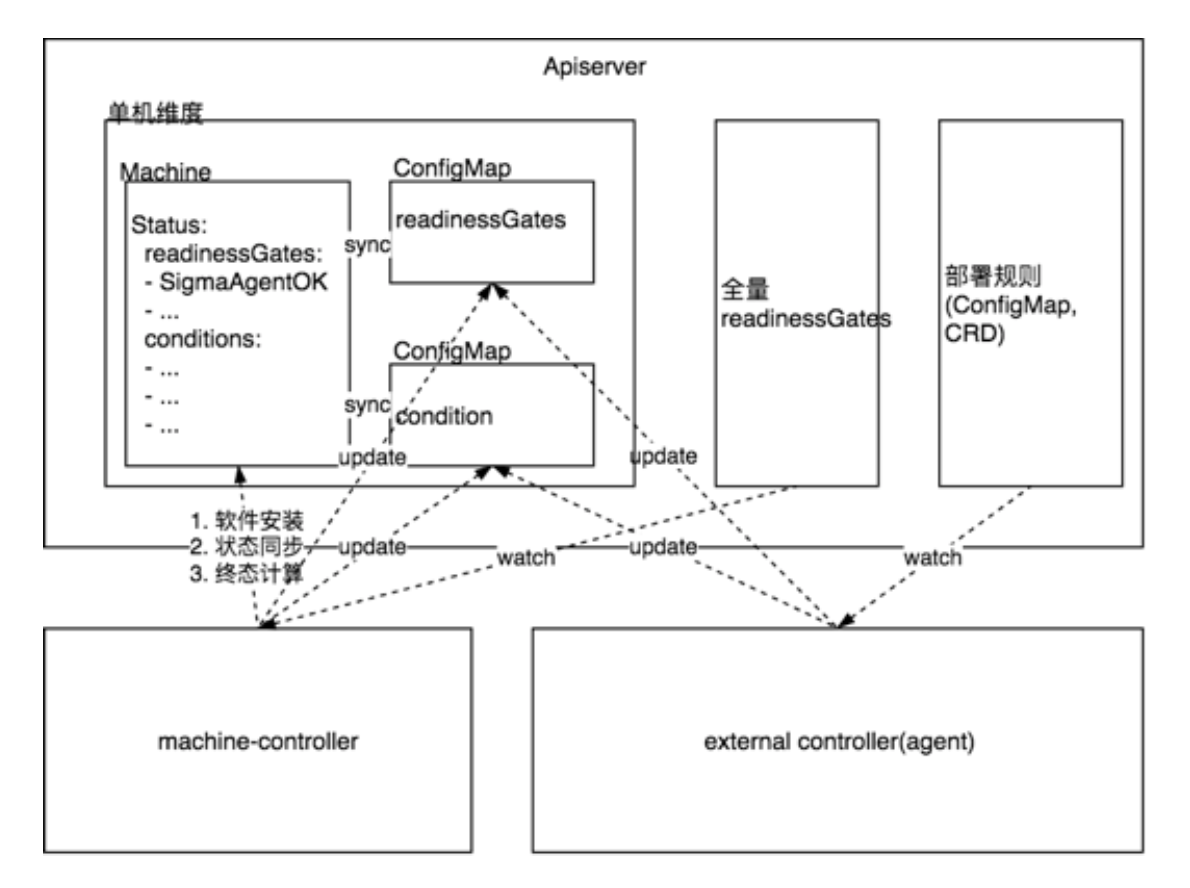 Apiserver
单机维度
Machine
Status:
readinessGates:
- SigmaAgentOK
- ...
conditions:
- ...
- ...
- ...
sync
sync
ConfigMap
readinessGates
ConfigMap
condition
全量
readinessGates
部署规则
(ConfigMap,
CRD)
update
update
1. 软件安装
2. 状态同步
3. 终态计算
update
watch
update
watch
machine-controller
external controller(agent)